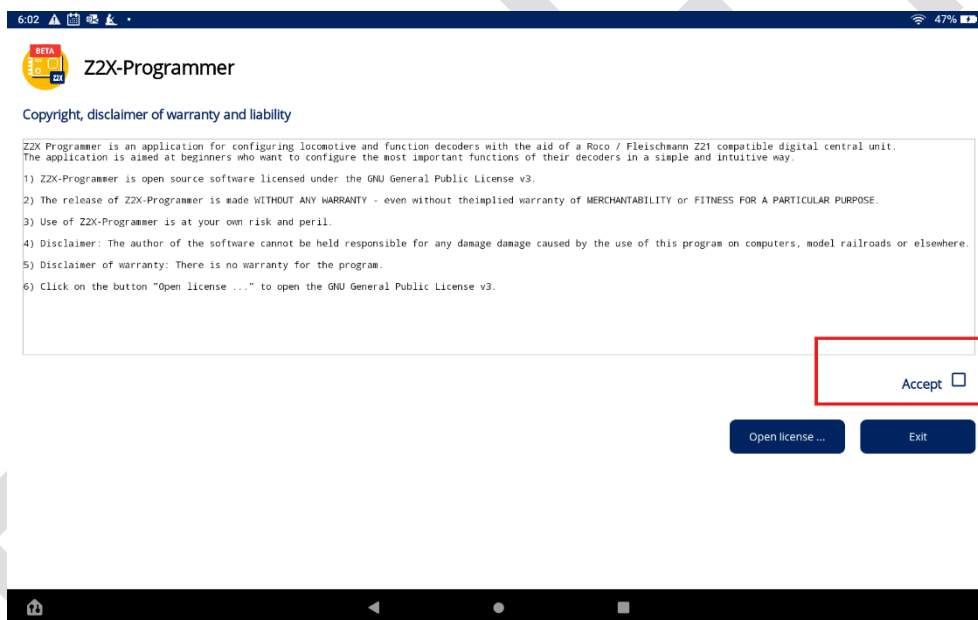 6:02
47%
BETA
Z2X
Z2X-Programmer
Copyright, disclaimer of warranty and liability
Z2X Programmer is an application for configuring locomotive and function decoders with the aid of a Roco / Fleischmann Z21 compatible digital central unit.
The application is aimed at beginners who want to configure the most important functions of their decoders in a simple and intuitive way.
1) Z2X-Programmer is open source software licensed under the GNU General Public License v3.
2) The release of Z2X-Programmer is made WITHOUT ANY WARRANTY - even without theimplied warranty of MERCHANTABILITY or FITNESS FOR A PARTICULAR PURPOSE.
3) Use of Z2X-Programmer is at your own risk and peril.
4) Disclaimer: The author of the software cannot be held responsible for any damage damage caused by the use of this program on computers, model railroads or elsewhere.
5) Disclaimer of warranty: There is no warranty for the program.
6) Click on the button "Open license ..." to open the GNU General Public License v3.
Accept
Open license ...
Exit